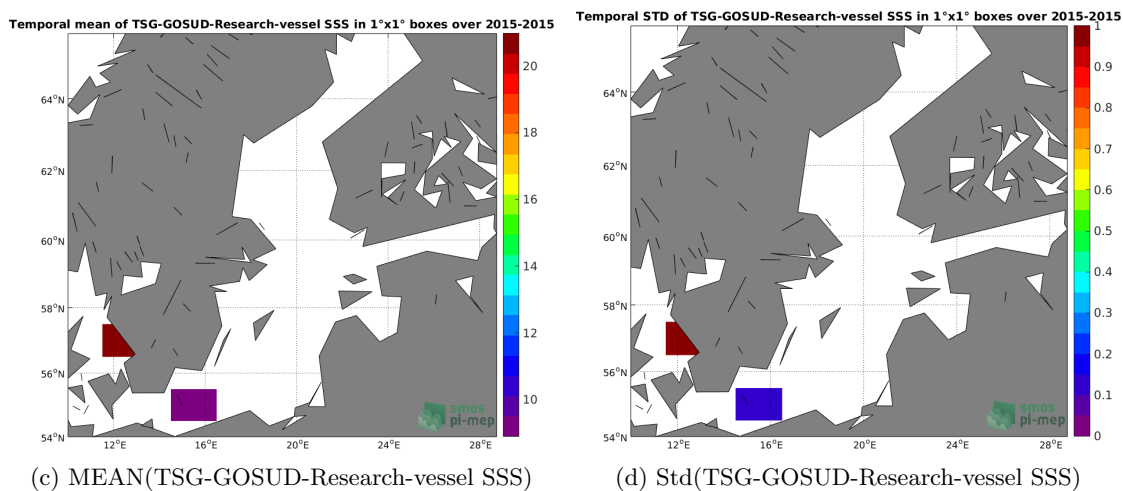 Temporal mean of TSG-GOSUD-Research-vessel SSS in 1°x1° boxes over 2015-2015
64°N
62°N
60°N
58°N
56°N
54°N
12°E
16°E
20°E
24°E
28°E
20
18
16
14
12
10
smos
pi-mep
(c) MEAN(TSG-GOSUD-Research-vessel SSS)
Temporal STD of TSG-GOSUD-Research-vessel SSS in 1°x1° boxes over 2015-2015
64°N
62°N
60°N
58°N
56°N
54°N
12°E
16°E
20°E
24°E
28°E
1
0.9
0.8
0.7
0.6
0.5
0.4
0.3
0.2
0.1
0
smos
pi-mep
(d) Std(TSG-GOSUD-Research-vessel SSS)